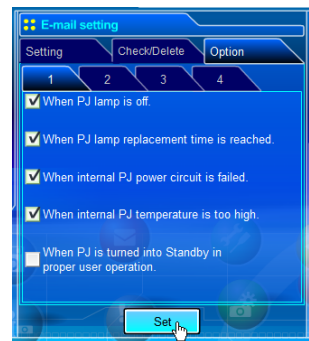 E-mail setting
Setting Check/Delete Option
1 2 3 4
When PJ lamp is off.
When PJ lamp replacement time is reached.
When internal PJ power circuit is failed.
When internal PJ temperature is too high.
When PJ is turned into Standby in
proper user operation.
Set